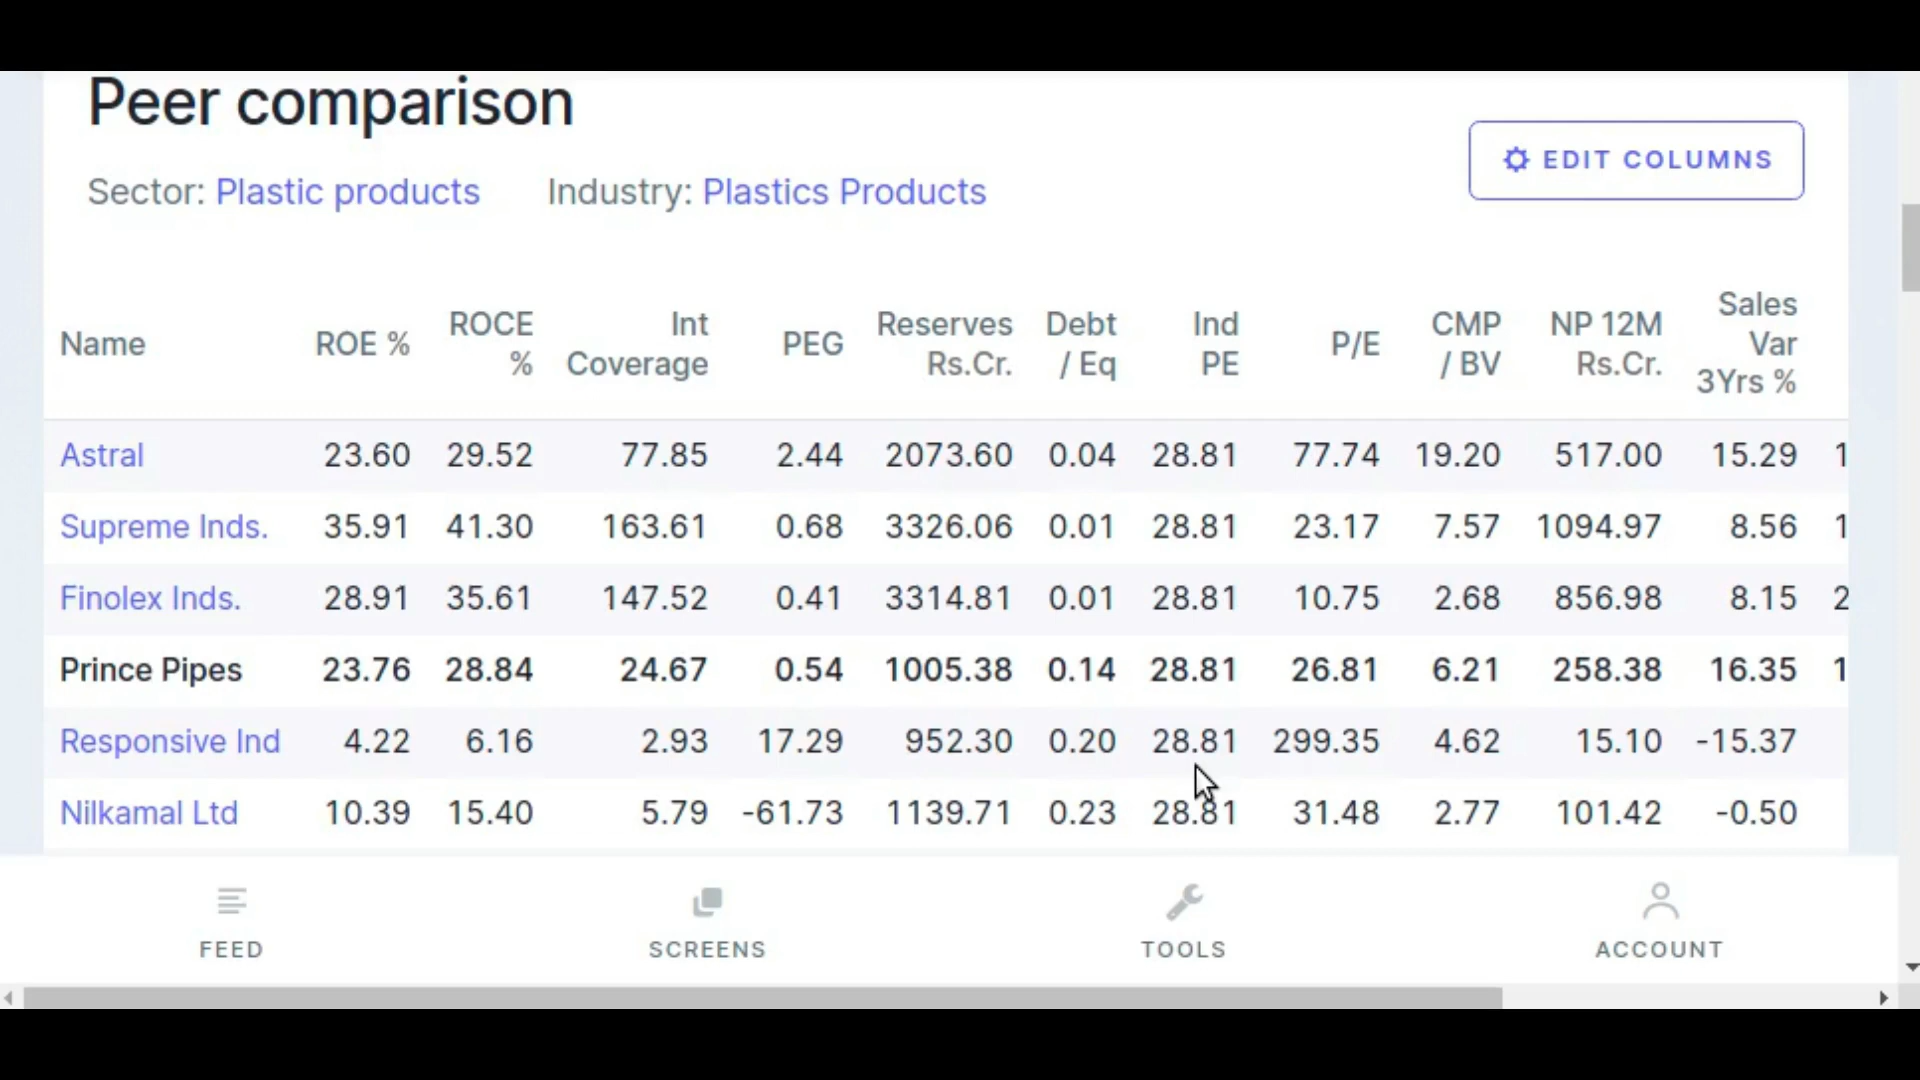 Peer comparison
Sector: Plastic products Industry: Plastics Products
EDIT COLUMNS
Name ROE % ROCE % Int Coverage PEG Reserves Rs.Cr. Debt / Eq Ind PE P/E CMP / BV NP 12M Rs.Cr. Sales Var 3Yrs %
Astral 23.60 29.52 77.85 2.44 2073.60 0.04 28.81 77.74 19.20 517.00 15.29 1
Supreme Inds. 35.91 41.30 163.61 0.68 3326.06 0.01 28.81 23.17 7.57 1094.97 8.56 1
Finolex Inds. 28.91 35.61 147.52 0.41 3314.81 0.01 28.81 10.75 2.68 856.98 8.15 2
Prince Pipes 23.76 28.84 24.67 0.54 1005.38 0.14 28.81 26.81 6.21 258.38 16.35 1
Responsive Ind 4.22 6.16 2.93 17.29 952.30 0.20 28.81 299.35 4.62 15.10 -15.37
Nilkamal Ltd 10.39 15.40 5.79 -61.73 1139.71 0.23 28.81 31.48 2.77 101.42 -0.50
FEED SCREENS TOOLS ACCOUNT